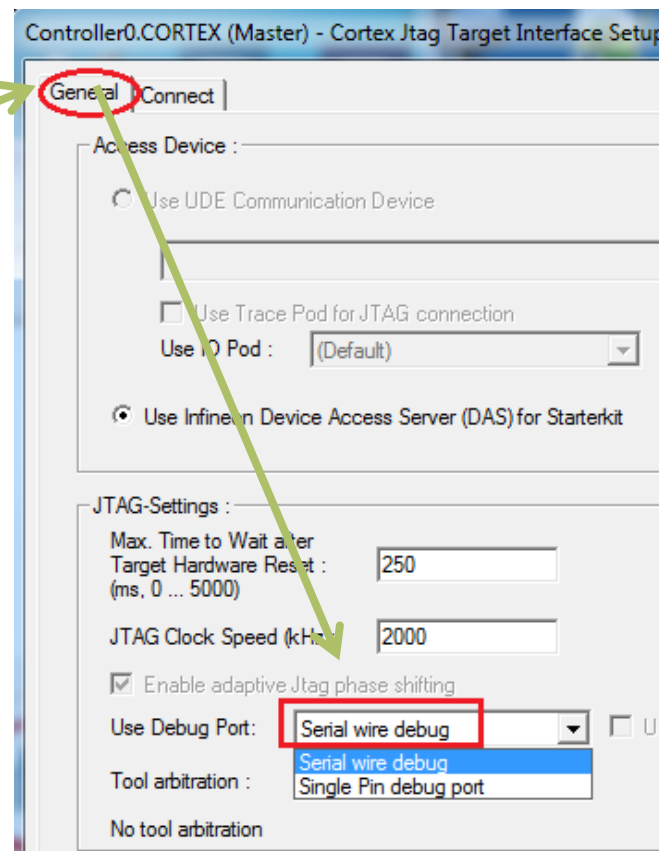 Controller0.CORTEX (Master) - Cortex Jtag Target Interface Setup
General Connect
Access Device :
Use UDE Communication Device
Use Trace Pod for JTAG connection
Use IO Pod : (Default)
Use Infineon Device Access Server (DAS) for Starterkit
JTAG-Settings :
Max. Time to Wait after
Target Hardware Reset : 250
(ms, 0 ... 5000)
JTAG Clock Speed (kHz) 2000
Enable adaptive Jtag phase shifting
Use Debug Port: Serial wire debug U
Serial wire debug
Tool arbitration : Single Pin debug port
No tool arbitration